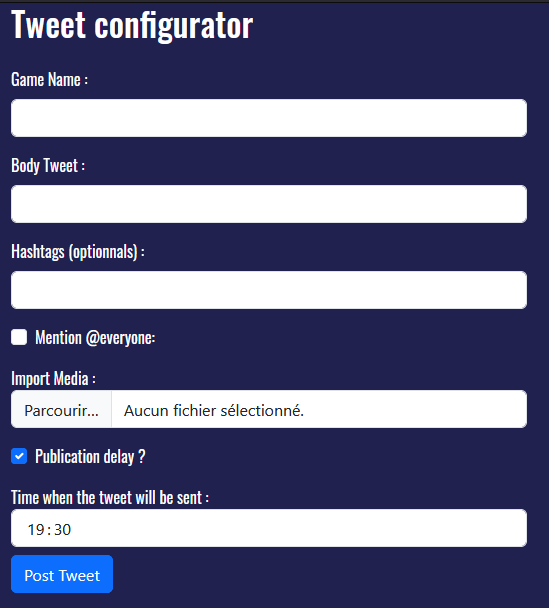 Tweet configurator
Game Name :
Body Tweet :
Hashtags (optionnals) :
Mention @everyone:
Import Media :
Parcourir... Aucun fichier sélectionné.
Publication delay ?
Time when the tweet will be sent :
19:30
Post Tweet